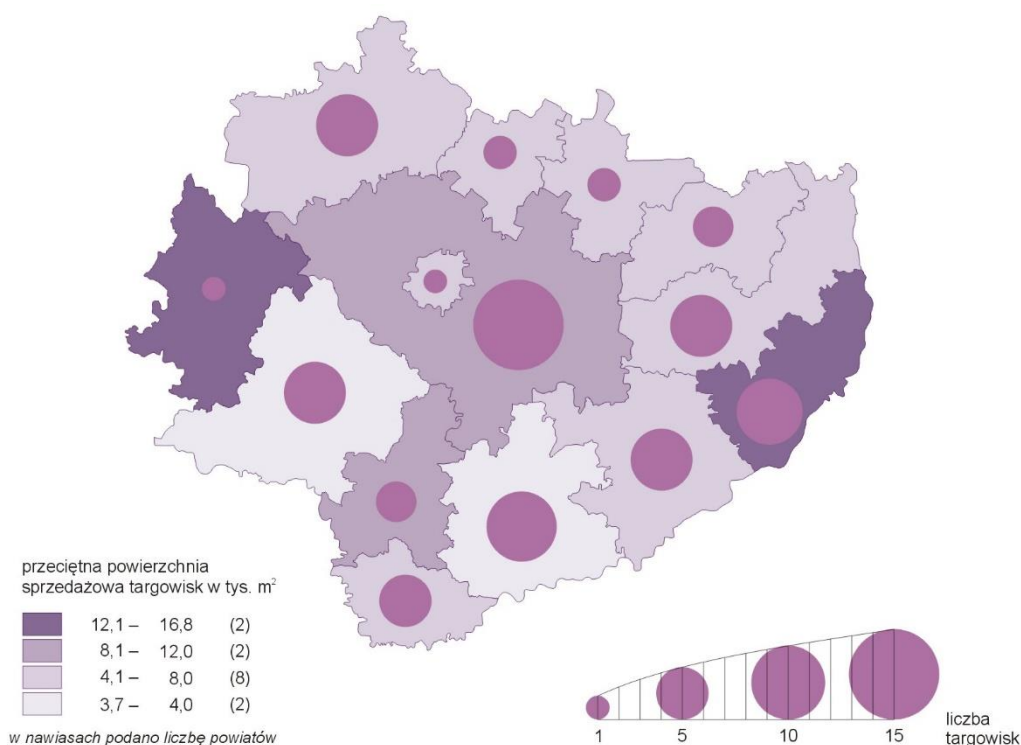 przeciętna powierzchnia
sprzedażowa targowisk w tys. m²
12,1 – 16,8 (2)
8,1 – 12,0 (2)
4,1 – 8,0 (8)
3,7 – 4,0 (2)
w nawiasach podano liczbę powiatów
1 5 10 15
liczba
targowisk